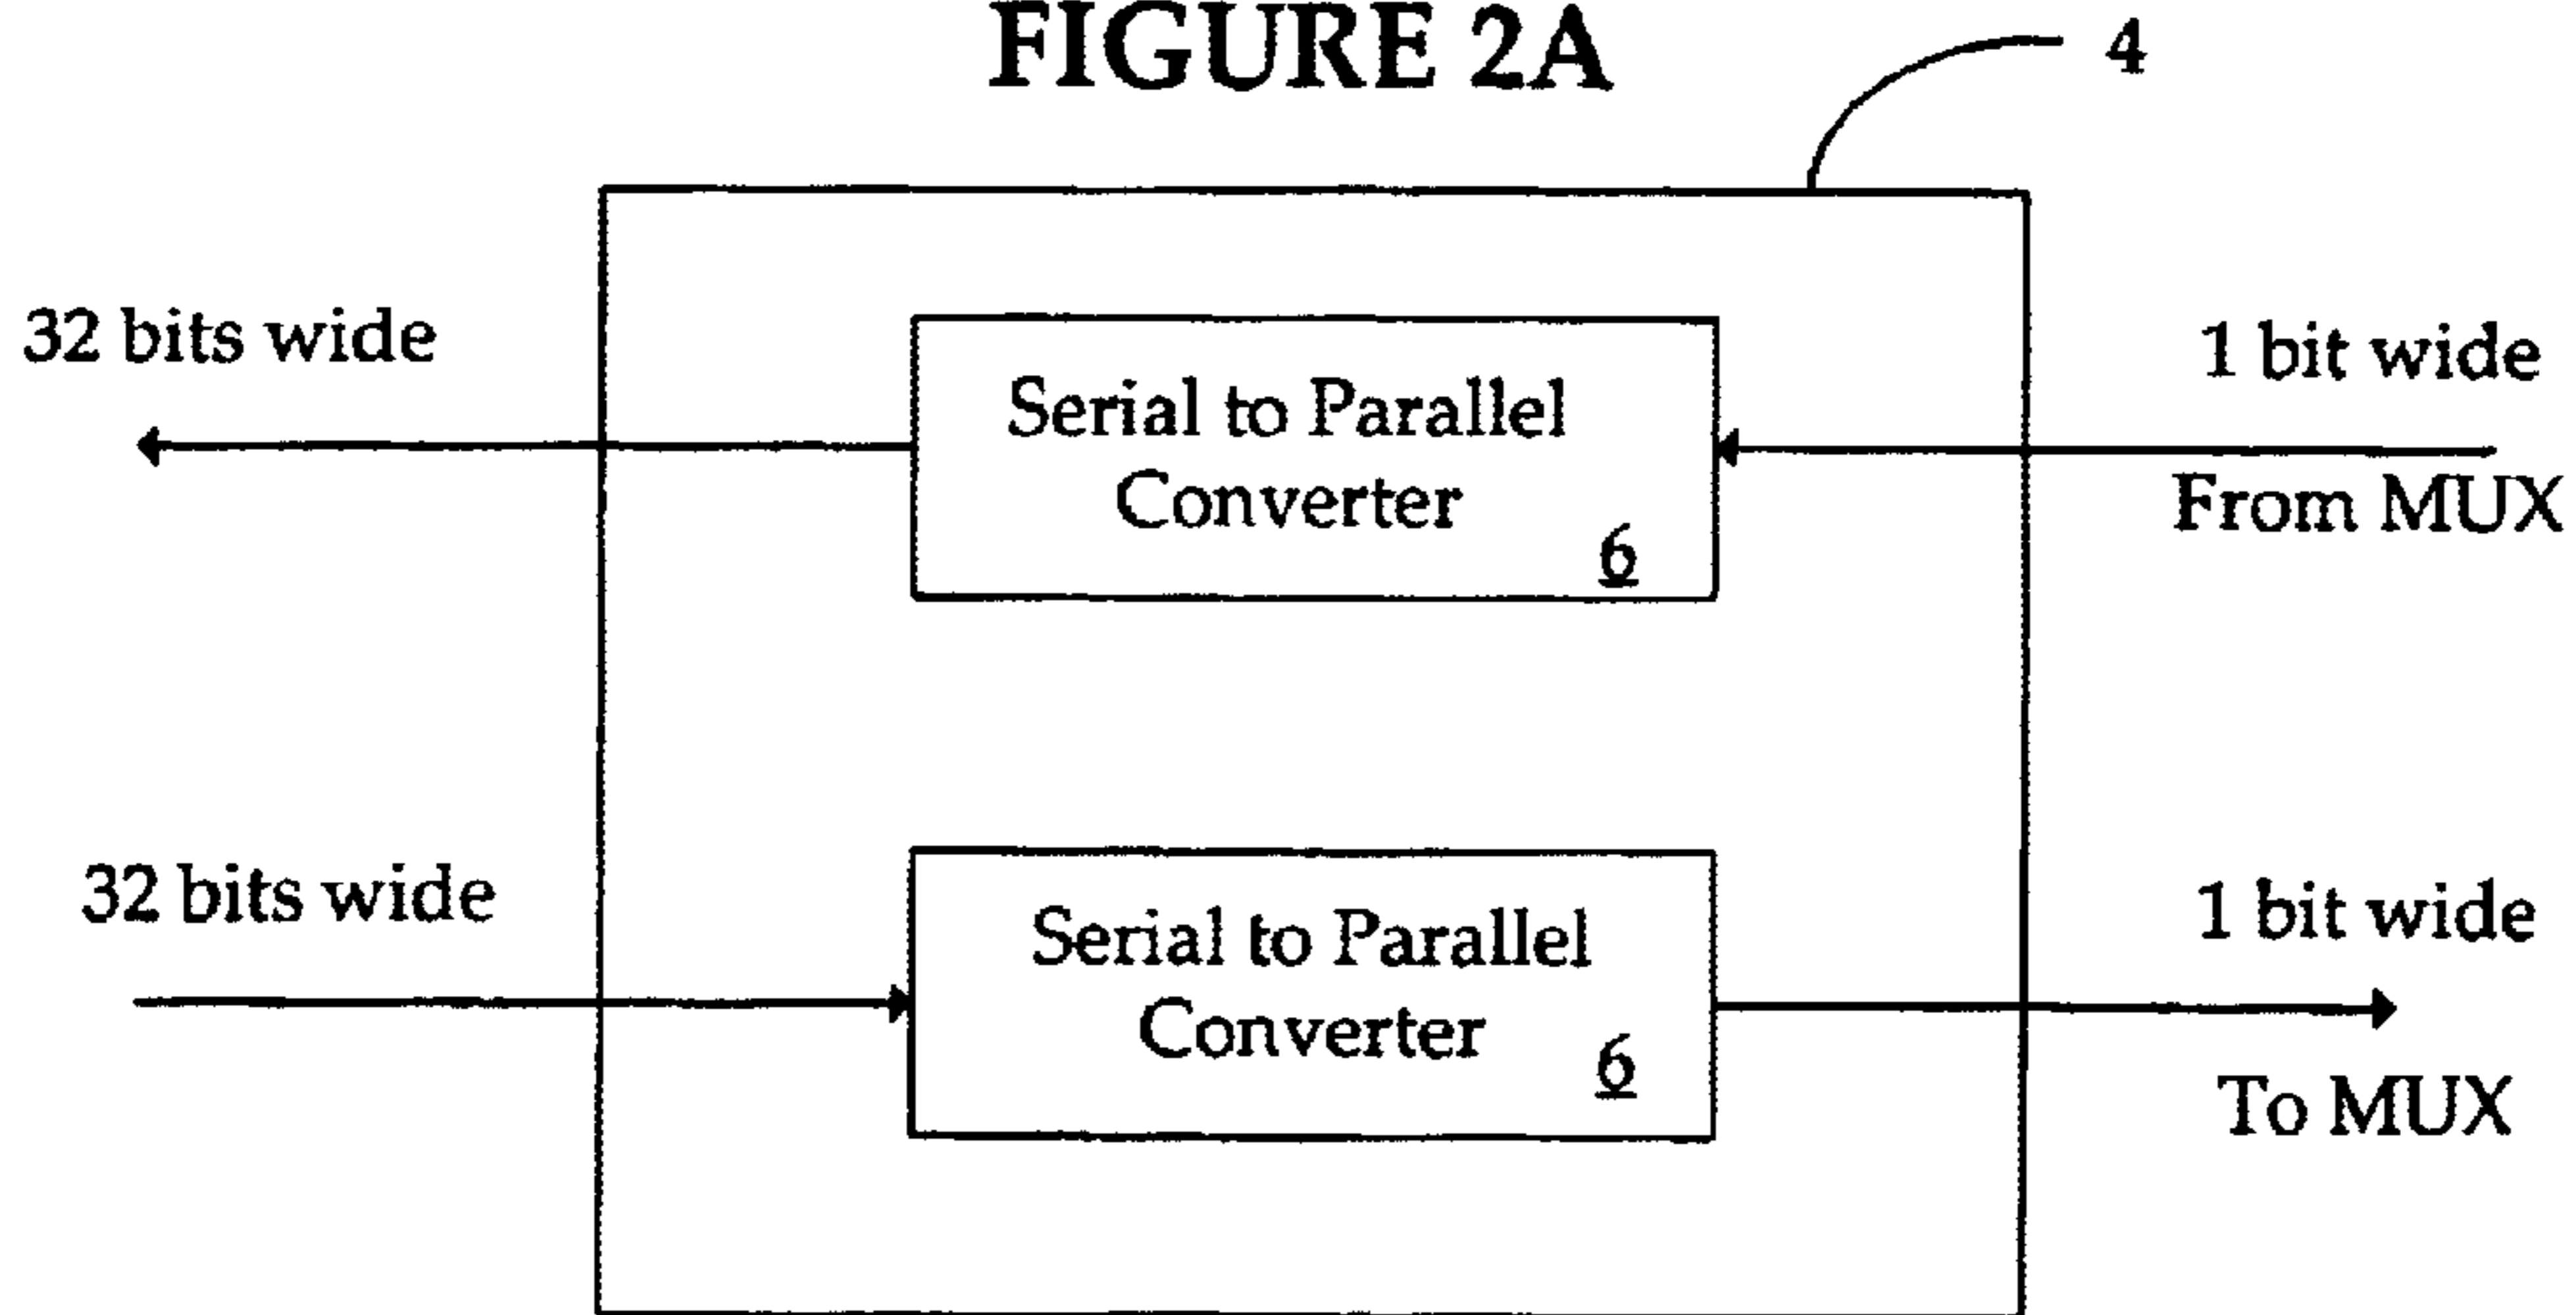 FIGURE 2A
4
32 bits wide
Serial to Parallel
Converter
6
1 bit wide
From MUX
32 bits wide
Serial to Parallel
Converter
6
1 bit wide
To MUX